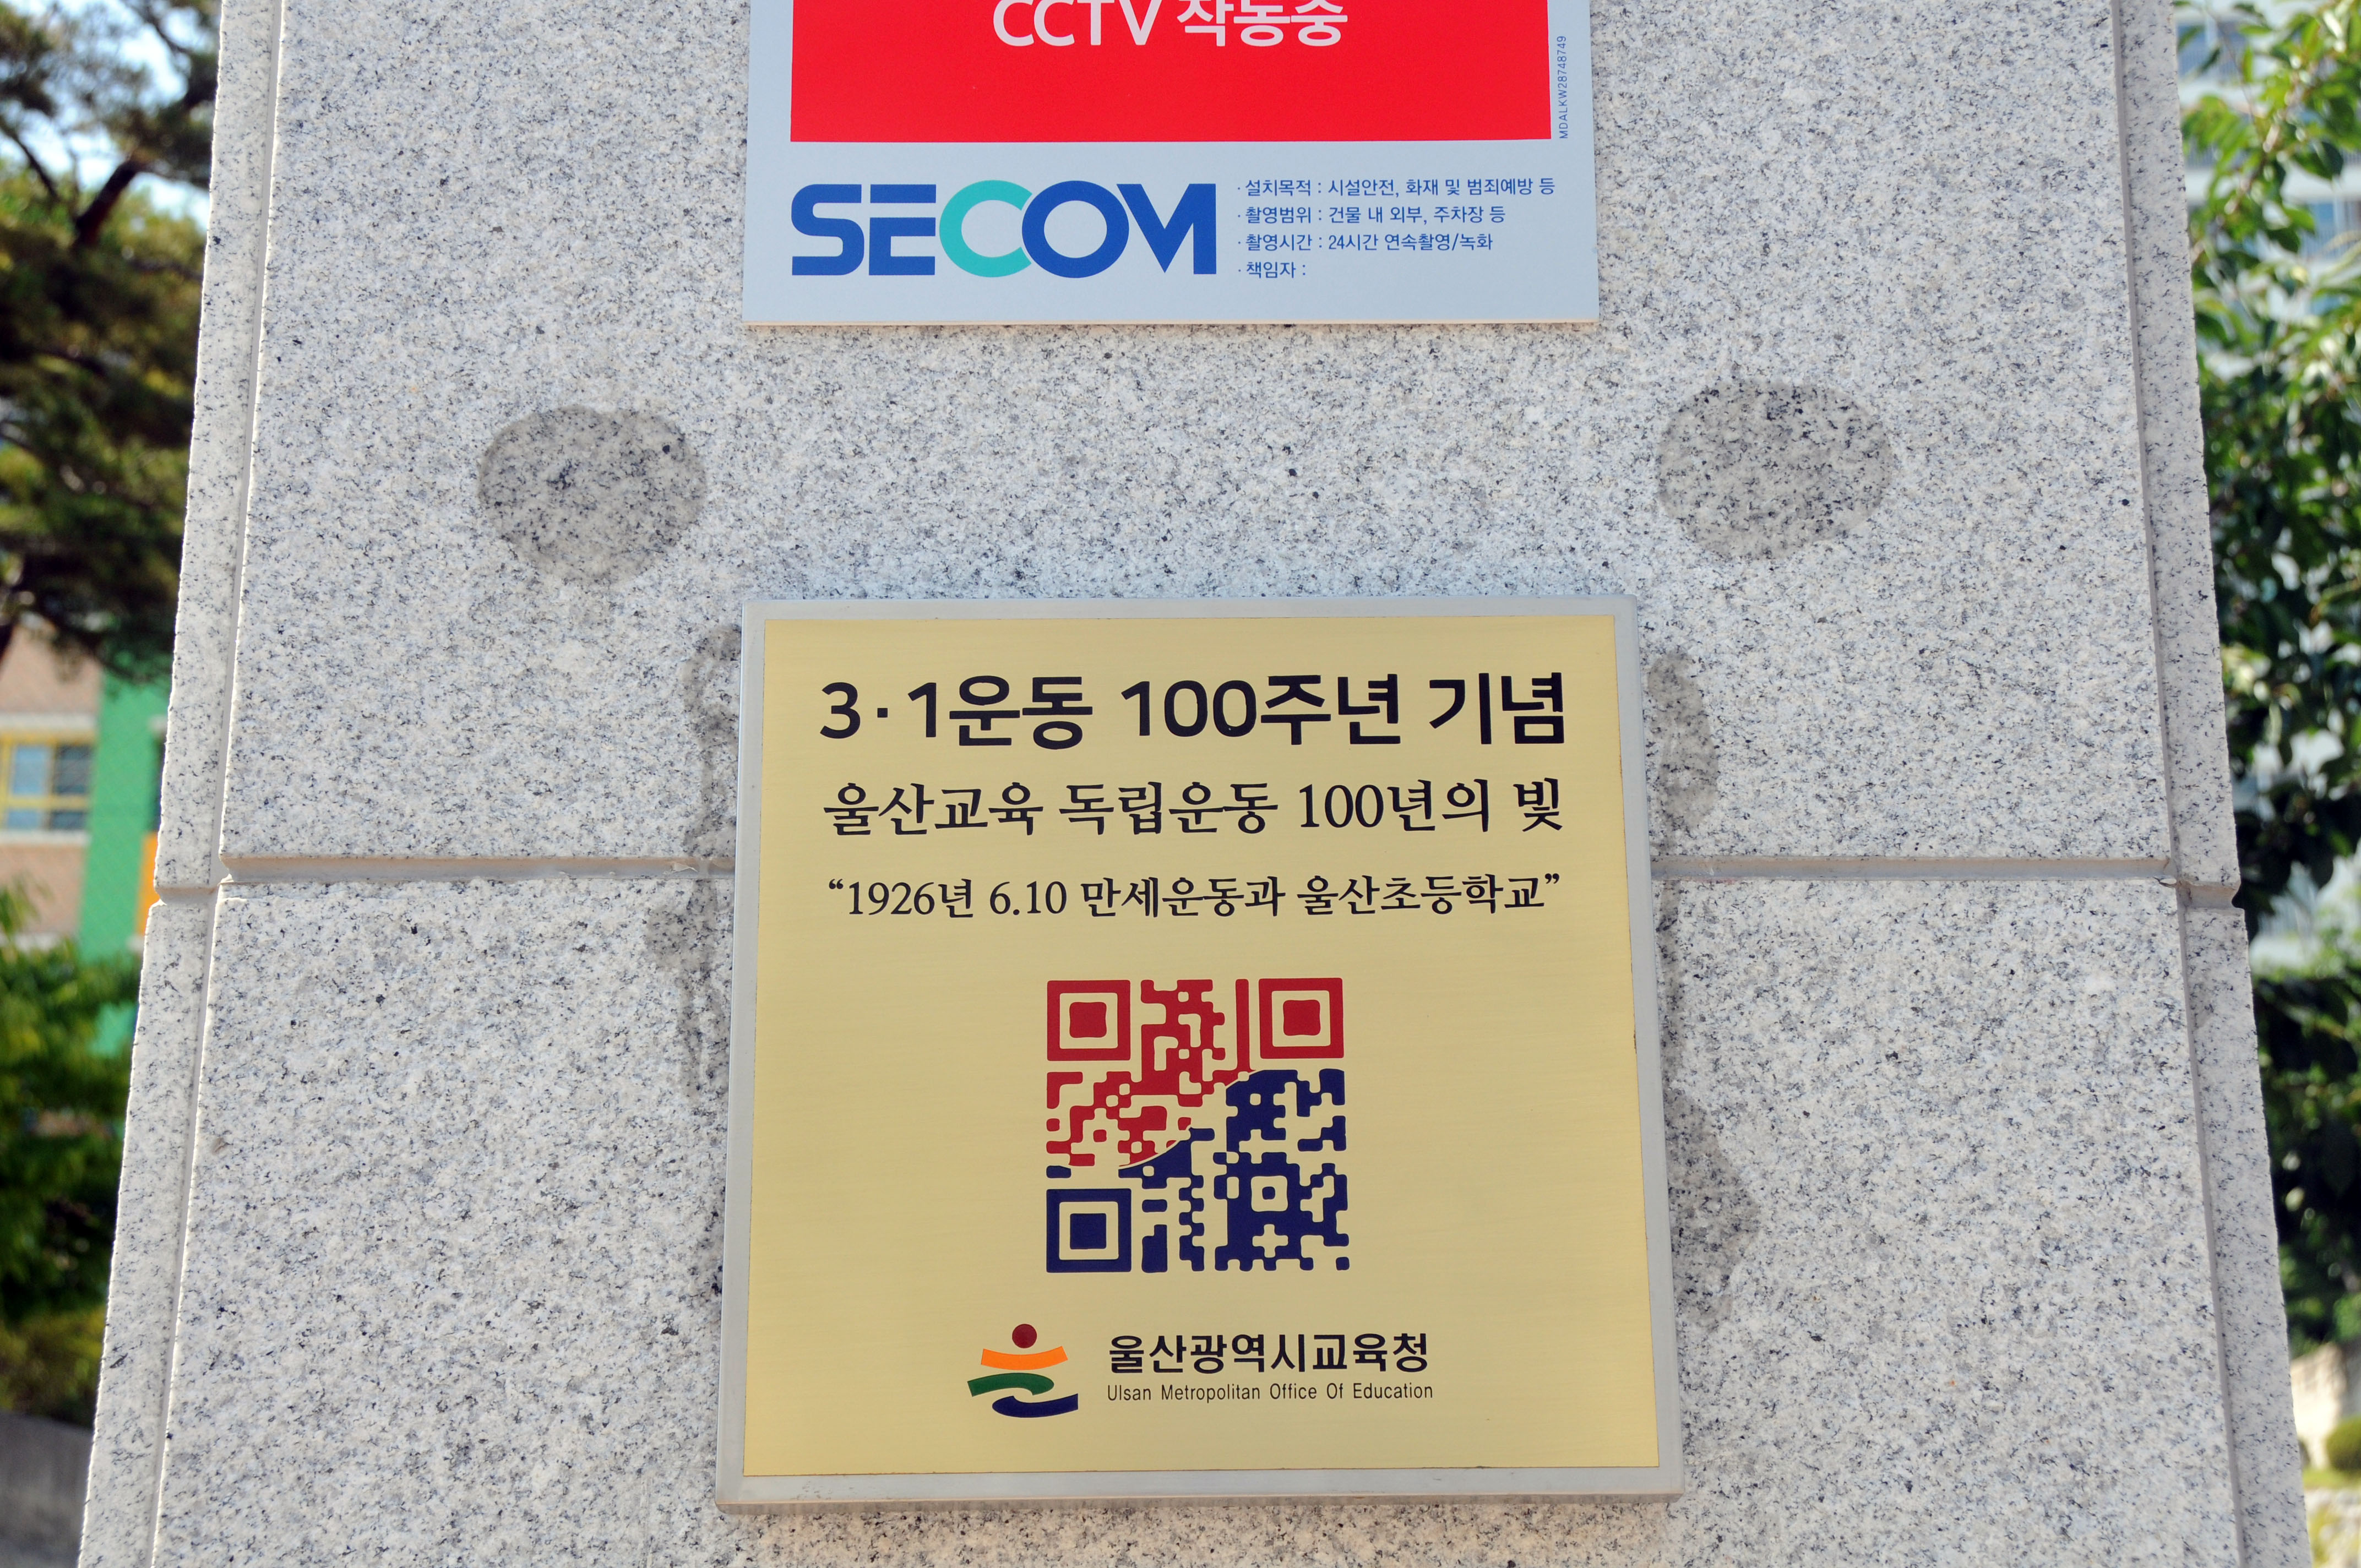 CCTV 작동중
MDALKW28748749
SECOM
· 설치목적 : 시설안전, 화재 및 범죄예방 등
· 촬영범위 : 건물 내 외부, 주차장 등
· 촬영시간 : 24시간 연속촬영/녹화
· 책임자 :
3·1운동 100주년 기념
울산교육 독립운동 100년의 빛
“1926년 6.10 만세운동과 울산초등학교”
울산광역시교육청
Ulsan Metropolitan Office Of Education